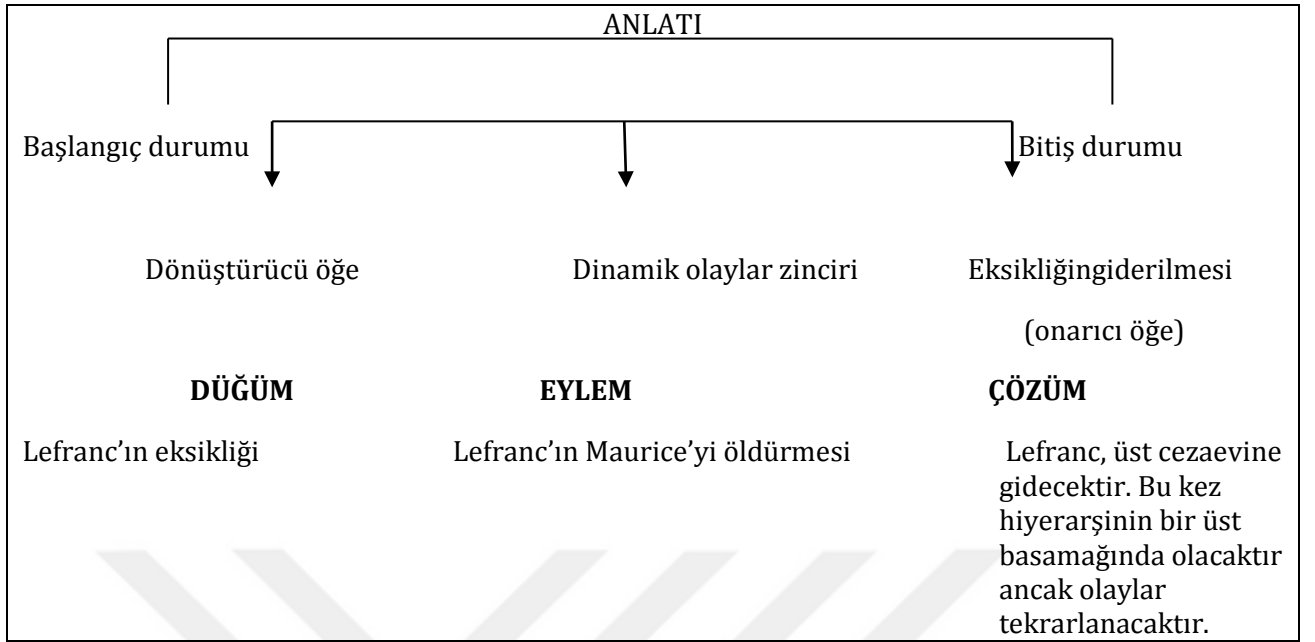 ANLATI
Başlangıç durumu Bitiş durumu
Dönüştürücü öğe Dinamik olaylar zinciri Eksikliğingiderilmesi
(onarıcı öğe)
DÜĞÜM EYLEM ÇÖZÜM
Lefranc’ın eksikliği Lefranc’ın Maurice’yi öldürmesi Lefranc, üst cezaevine
gidecektir. Bu kez
hiyerarşinin bir üst
basamağında olacaktır
ancak olaylar
tekrarlanacaktır.